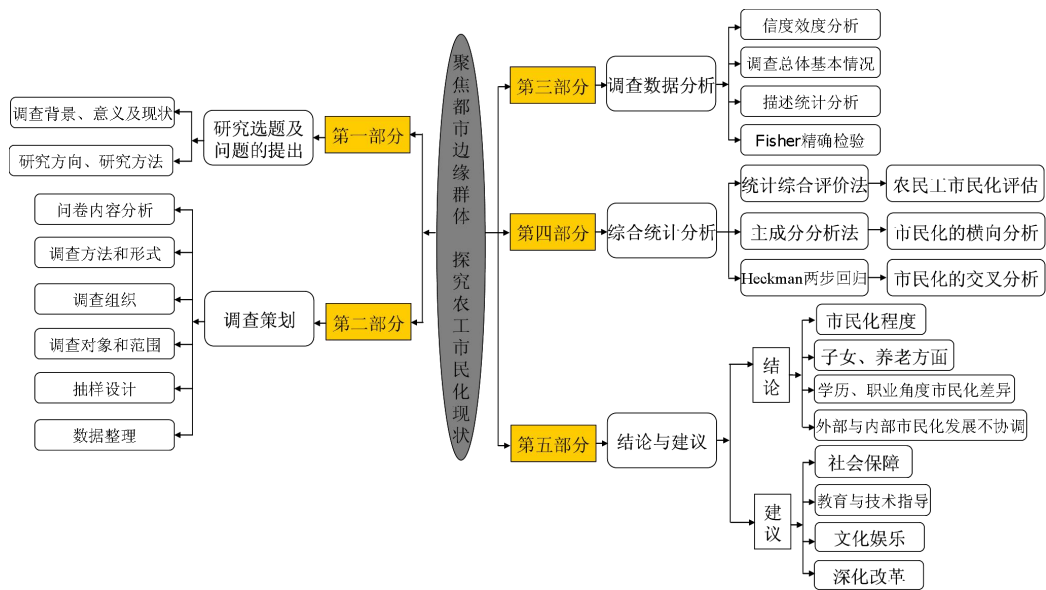 聚焦都市边缘群体 探究农工市民化现状
第一部分
研究选题及
问题的提出
调查背景、意义及现状
研究方向、研究方法
第二部分
调查策划
问卷内容分析
调查方法和形式
调查组织
调查对象和范围
抽样设计
数据整理
第三部分
调查数据分析
信度效度分析
调查总体基本情况
描述统计分析
Fisher精确检验
第四部分
综合统计分析
统计综合评价法
农民工市民化评估
主成分分析法
市民化的横向分析
Heckman两步回归
市民化的交叉分析
第五部分
结论与建议
结论
市民化程度
子女、养老方面
学历、职业角度市民化差异
外部与内部市民化发展不协调
建议
社会保障
教育与技术指导
文化娱乐
深化改革